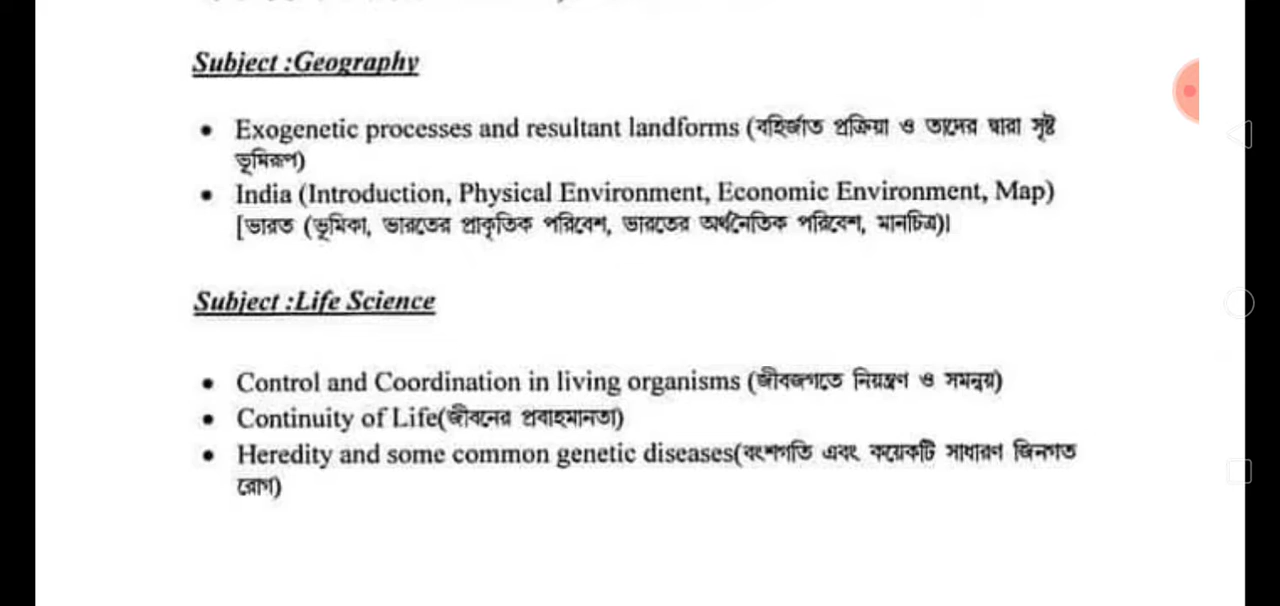 Subject :Geography
• Exogenetic processes and resultant landforms (বহির্জাত প্রক্রিয়া ও তাদের দ্বারা সৃষ্ট
ভূমিরূপ)
• India (Introduction, Physical Environment, Economic Environment, Map)
[ভারত (ভূমিকা, ভারতের প্রাকৃতিক পরিবেশ, ভারতের অর্থনৈতিক পরিবেশ, মানচিত্র)।
Subject :Life Science
• Control and Coordination in living organisms (জীবজগতে নিয়ন্ত্রণ ও সমন্বয়)
• Continuity of Life(জীবনের প্রবাহমানতা)
• Heredity and some common genetic diseases(বংশগতি এবং কয়েকটি সাধারণ জিনগত
রোগ)